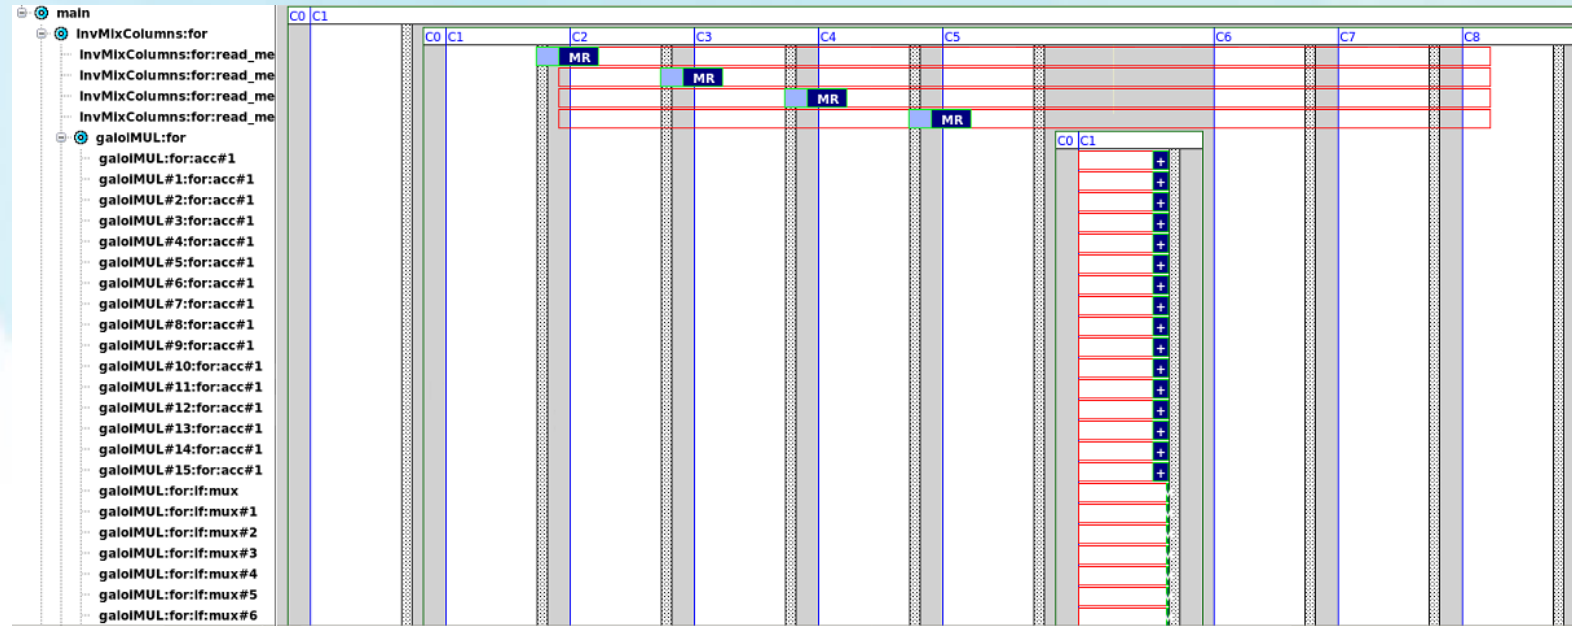 main
C0 C1
InvMixColumns:for
C0 C1 C2 C3 C4 C5 C6 C7 C8
InvMixColumns:for:read_me MR
InvMixColumns:for:read_me MR
InvMixColumns:for:read_me MR
InvMixColumns:for:read_me MR
galoiMUL:for
C0 C1
galoiMUL:for:acc#1 +
galoiMUL#1:for:acc#1 +
galoiMUL#2:for:acc#1 +
galoiMUL#3:for:acc#1 +
galoiMUL#4:for:acc#1 +
galoiMUL#5:for:acc#1 +
galoiMUL#6:for:acc#1 +
galoiMUL#7:for:acc#1 +
galoiMUL#8:for:acc#1 +
galoiMUL#9:for:acc#1 +
galoiMUL#10:for:acc#1 +
galoiMUL#11:for:acc#1 +
galoiMUL#12:for:acc#1 +
galoiMUL#13:for:acc#1 +
galoiMUL#14:for:acc#1 +
galoiMUL#15:for:acc#1 +
galoiMUL:for:if:mux
galoiMUL:for:if:mux#1
galoiMUL:for:if:mux#2
galoiMUL:for:if:mux#3
galoiMUL:for:if:mux#4
galoiMUL:for:if:mux#5
galoiMUL:for:if:mux#6